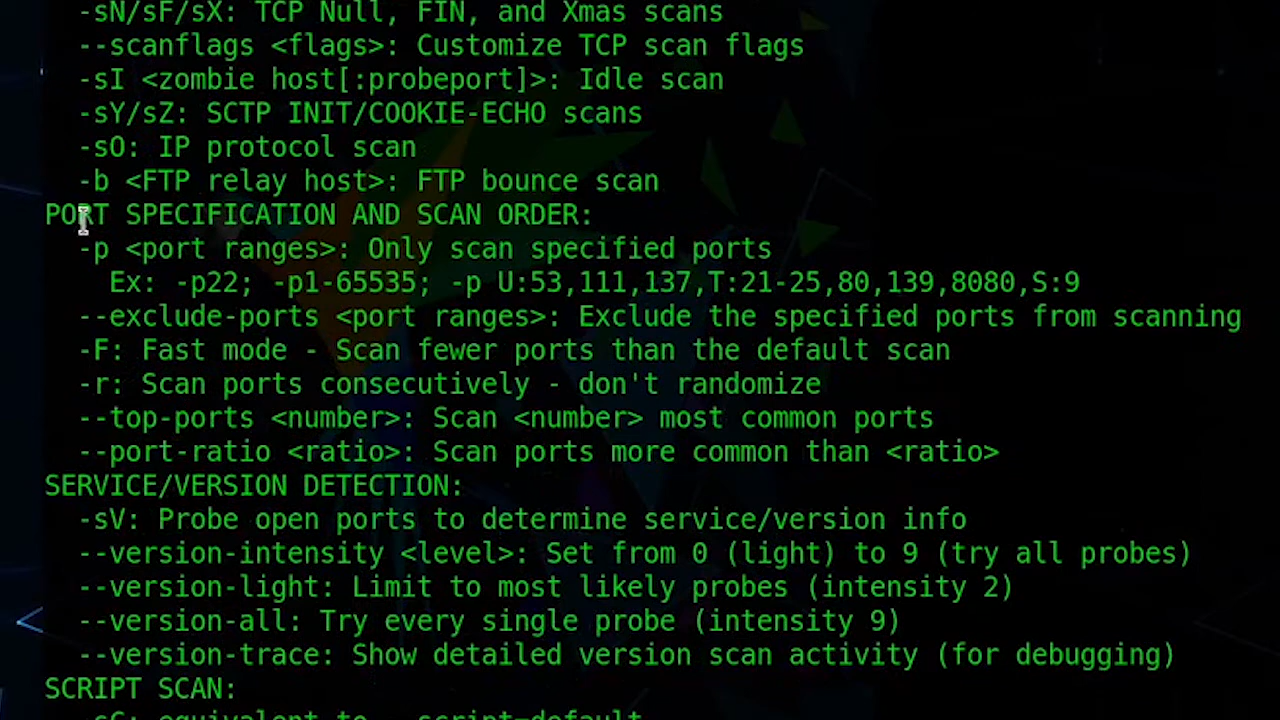 -sN/sF/sX: TCP Null, FIN, and Xmas scans
--scanflags <flags>: Customize TCP scan flags
-sI <zombie host[:probeport]>: Idle scan
-sY/sZ: SCTP INIT/COOKIE-ECHO scans
-sO: IP protocol scan
-b <FTP relay host>: FTP bounce scan
PORT SPECIFICATION AND SCAN ORDER:
-p <port ranges>: Only scan specified ports
Ex: -p22; -p1-65535; -p U:53,111,137,T:21-25,80,139,8080,S:9
--exclude-ports <port ranges>: Exclude the specified ports from scanning
-F: Fast mode - Scan fewer ports than the default scan
-r: Scan ports consecutively - don't randomize
--top-ports <number>: Scan <number> most common ports
--port-ratio <ratio>: Scan ports more common than <ratio>
SERVICE/VERSION DETECTION:
-sV: Probe open ports to determine service/version info
--version-intensity <level>: Set from 0 (light) to 9 (try all probes)
--version-light: Limit to most likely probes (intensity 2)
--version-all: Try every single probe (intensity 9)
--version-trace: Show detailed version scan activity (for debugging)
SCRIPT SCAN:
-sC: equivalent to --script=default